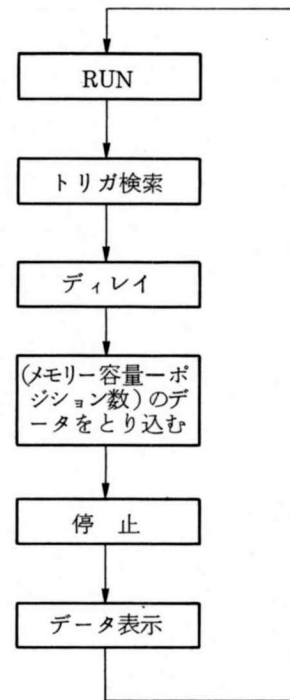 RUN
トリガ検索
ディレイ
(メモリー容量ーポ
ジション数)のデ
ータをとり込む
停 止
データ表示